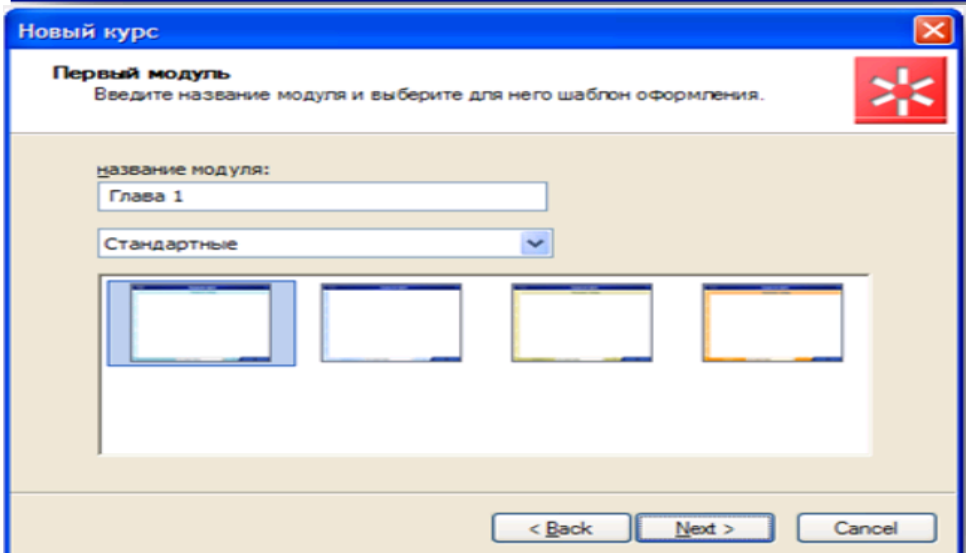 Новый курс
Первый модуль
Введите название модуля и выберите для него шаблон оформления.
название модуля:
Глава 1
Стандартные
< Back
Next >
Cancel